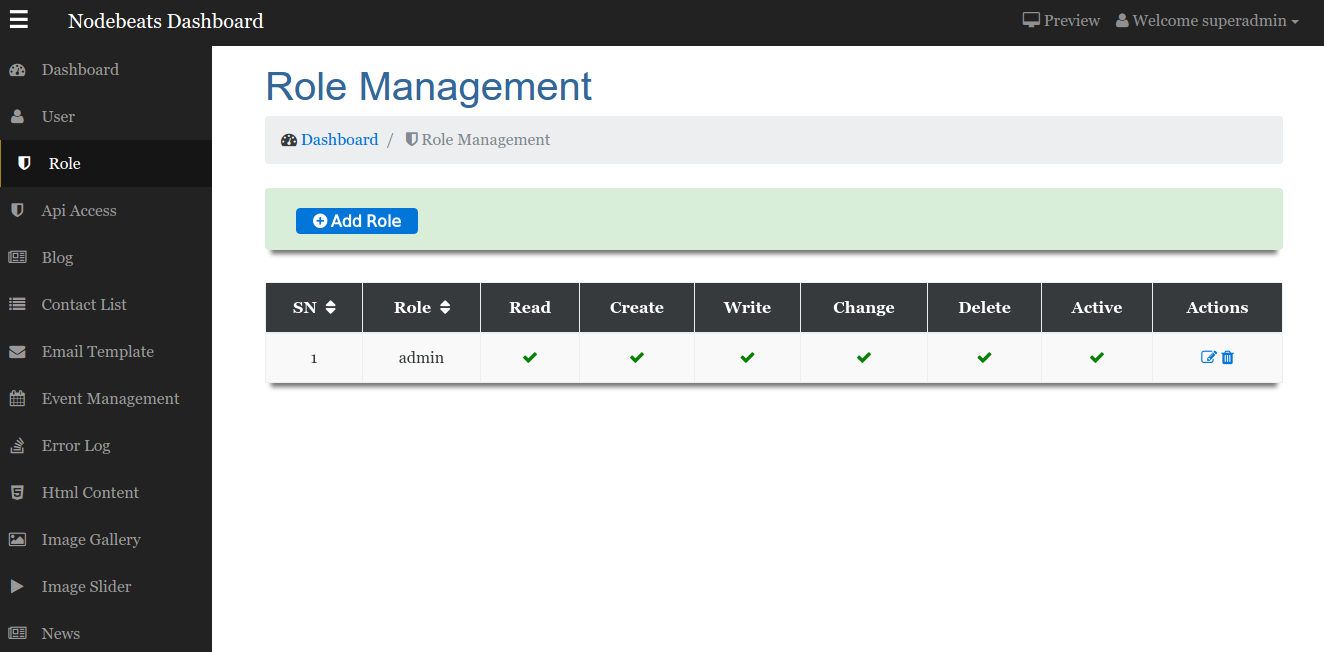 Nodebeats Dashboard
Preview
Welcome superadmin
Dashboard
User
Role
Api Access
Blog
Contact List
Email Template
Event Management
Error Log
Html Content
Image Gallery
Image Slider
News
Role Management
Dashboard / Role Management
Add Role
SN Role Read Create Write Change Delete Active Actions
1 admin